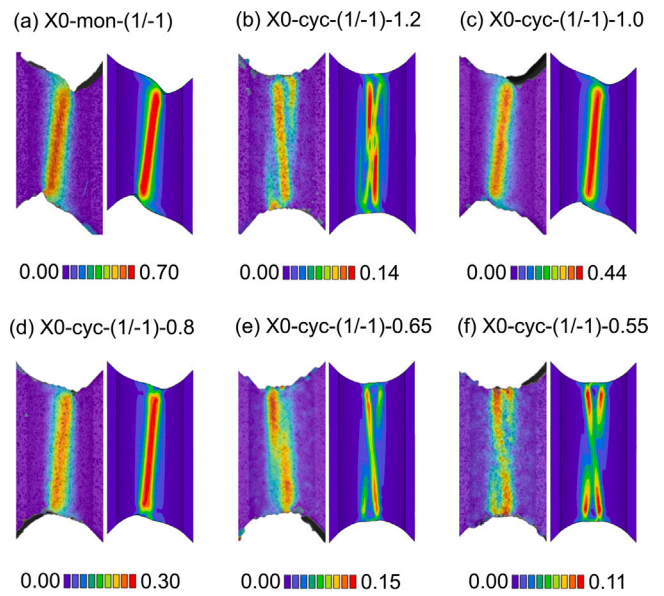 (a) X0-mon-(1/-1)
(b) X0-cyc-(1/-1)-1.2
(c) X0-cyc-(1/-1)-1.0
0.00 0.70
0.00 0.14
0.00 0.44
(d) X0-cyc-(1/-1)-0.8
(e) X0-cyc-(1/-1)-0.65
(f) X0-cyc-(1/-1)-0.55
0.00 0.30
0.00 0.15
0.00 0.11